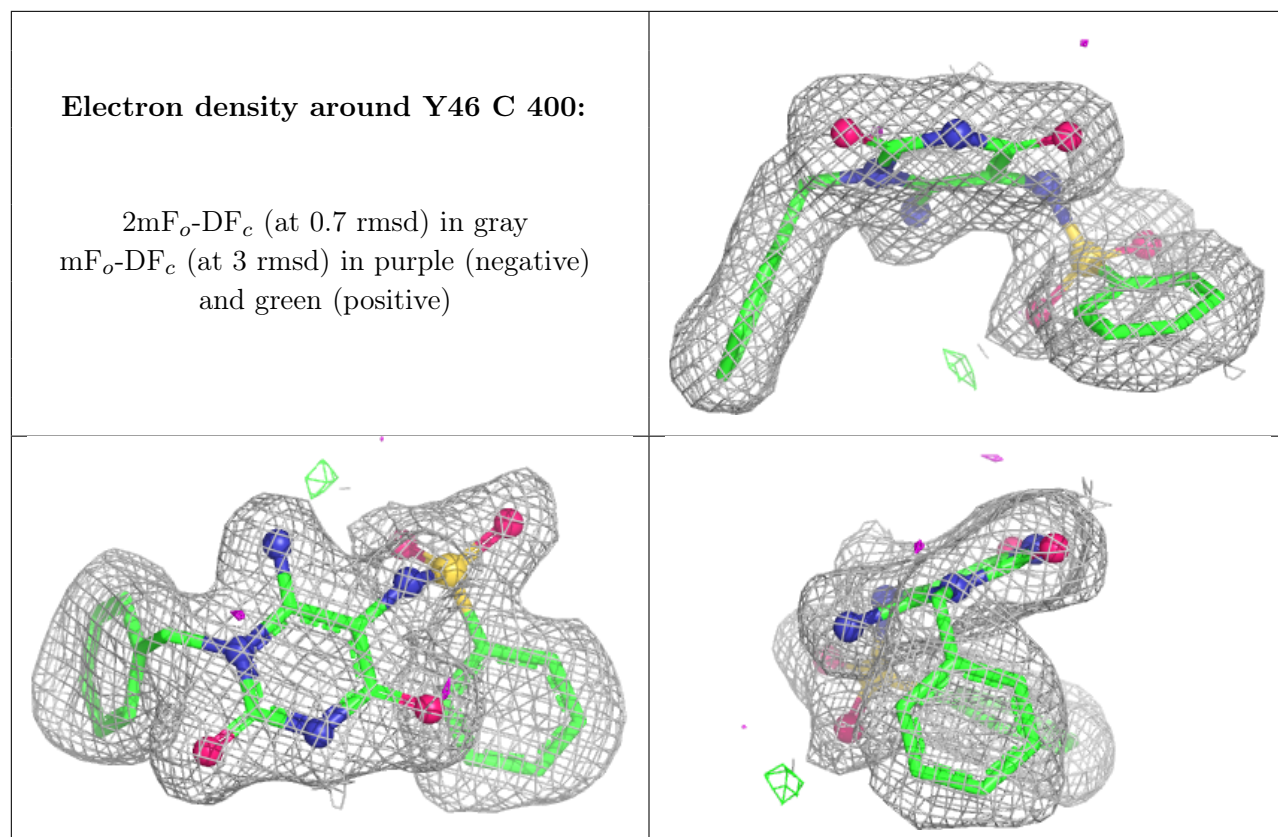 Electron density around Y46 C 400:
2mFo-DFc (at 0.7 rmsd) in gray
mFo-DFc (at 3 rmsd) in purple (negative)
and green (positive)